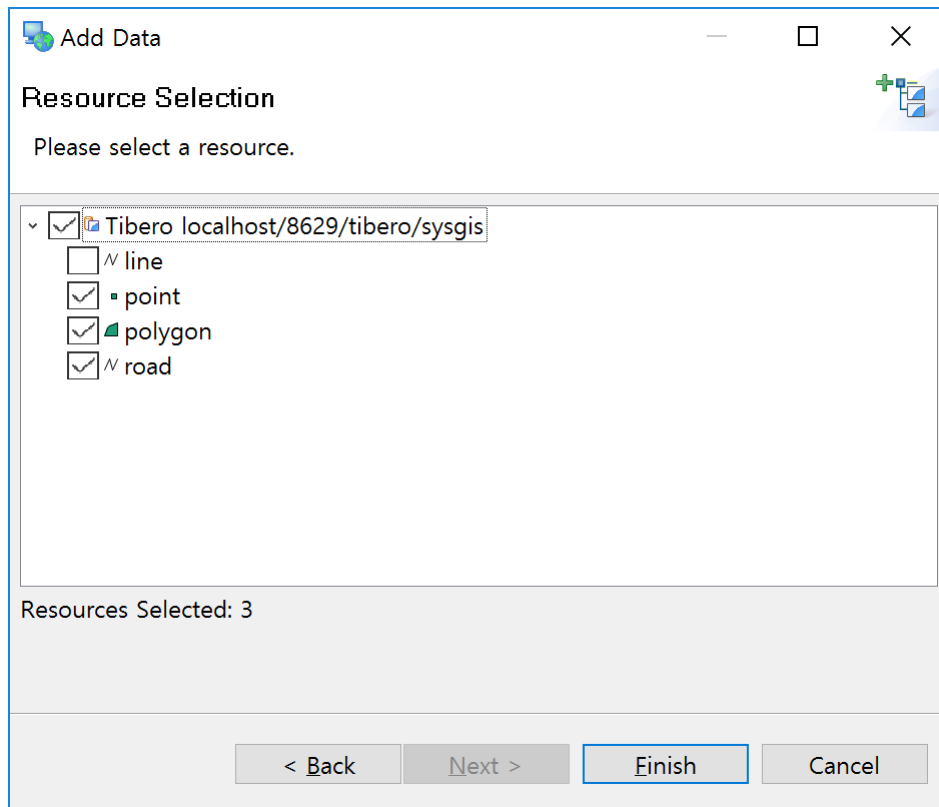 Add Data
Resource Selection
Please select a resource.
Tibero localhost/8629/tibero/sysgis
line
point
polygon
road
Resources Selected: 3
< Back
Next >
Finish
Cancel